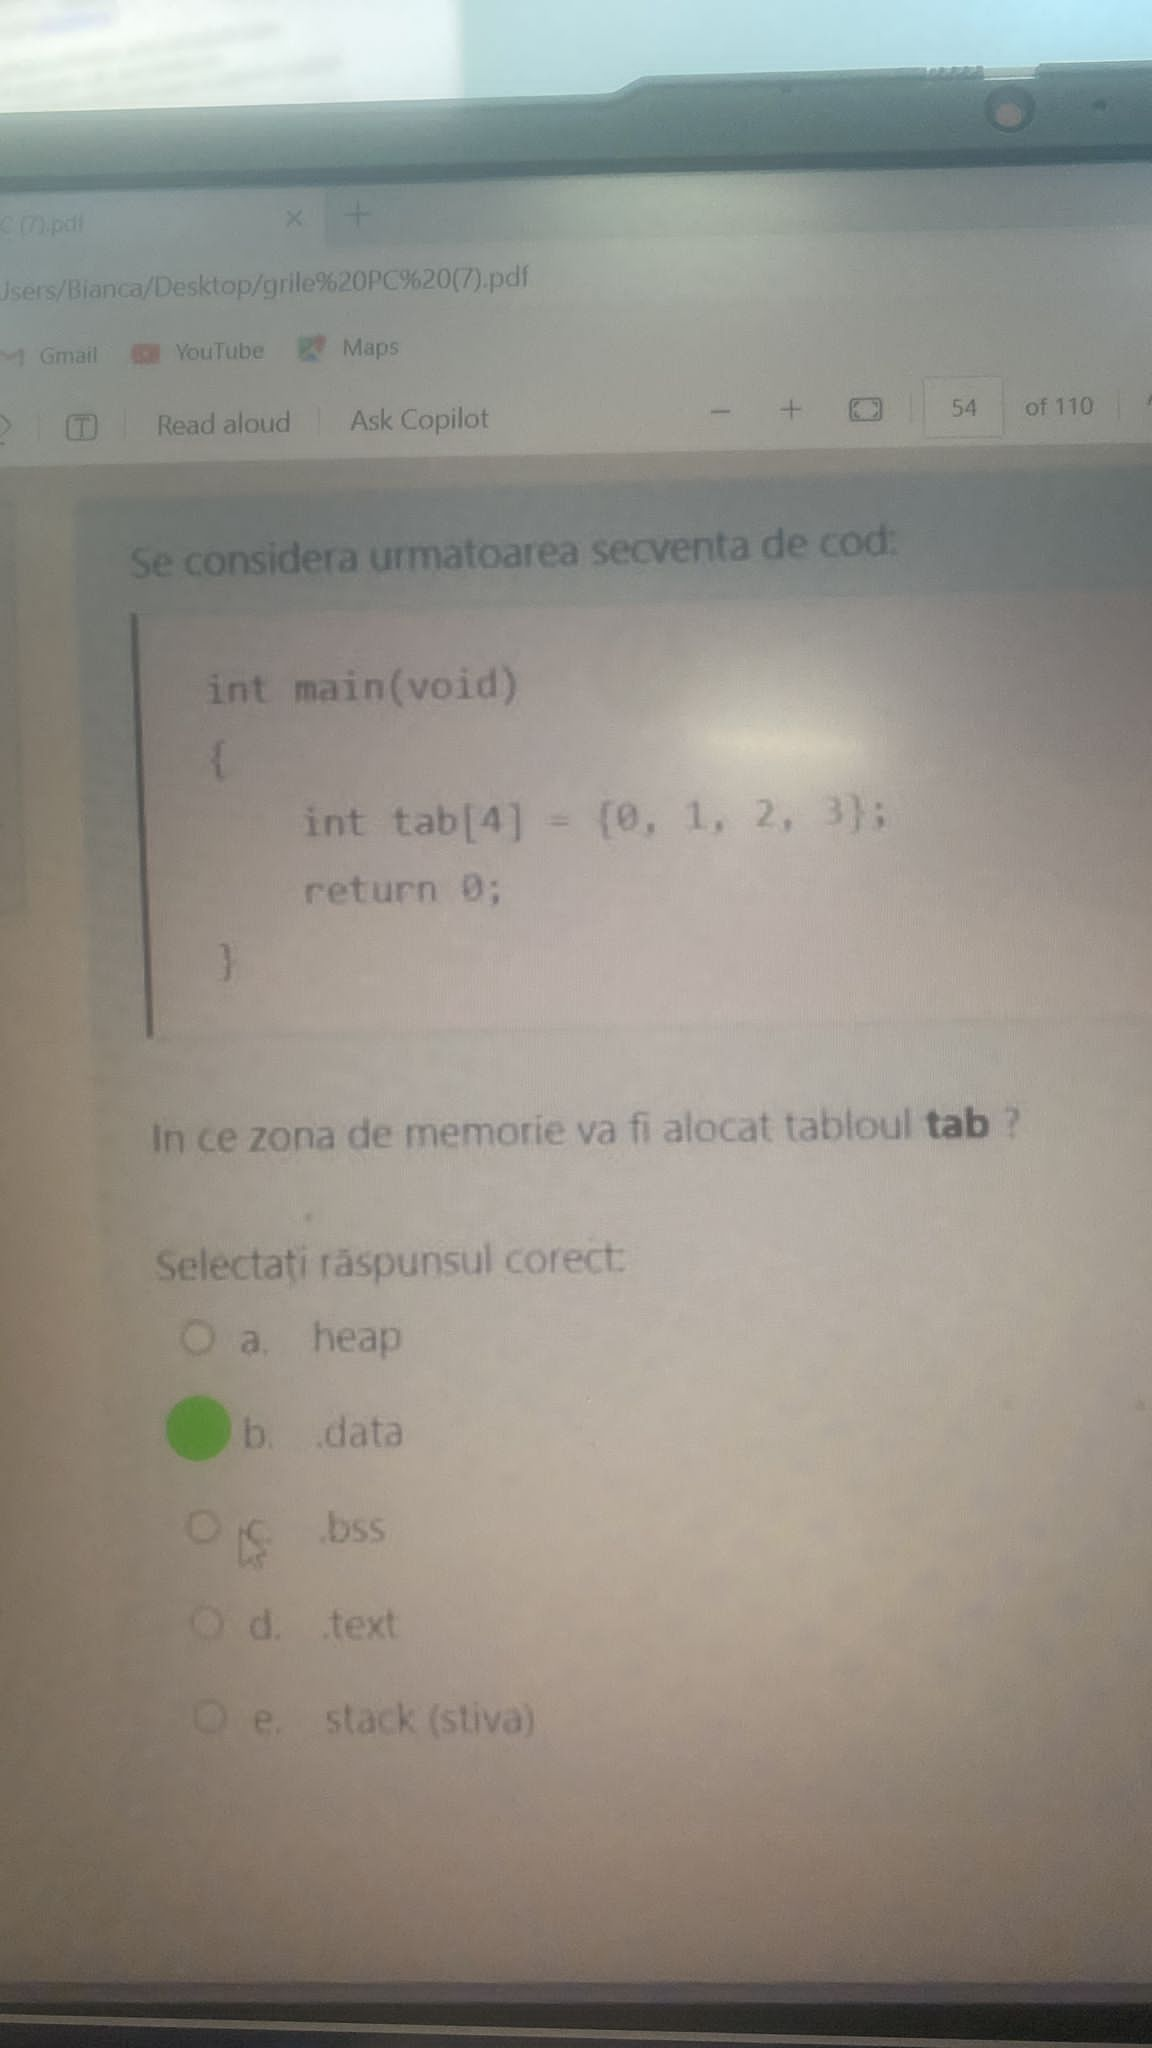 C (7).pdf
Users/Bianca/Desktop/grile%20PC%20(7).pdf
Gmail YouTube Maps
Read aloud Ask Copilot 54 of 110
Se considera urmatoarea secventa de cod:
int main(void)
{
int tab[4] = {0, 1, 2, 3};
return 0;
}
In ce zona de memorie va fi alocat tabloul tab ?
Selectați răspunsul corect:
a. heap
b. .data
c. .bss
d. .text
e. stack (stiva)